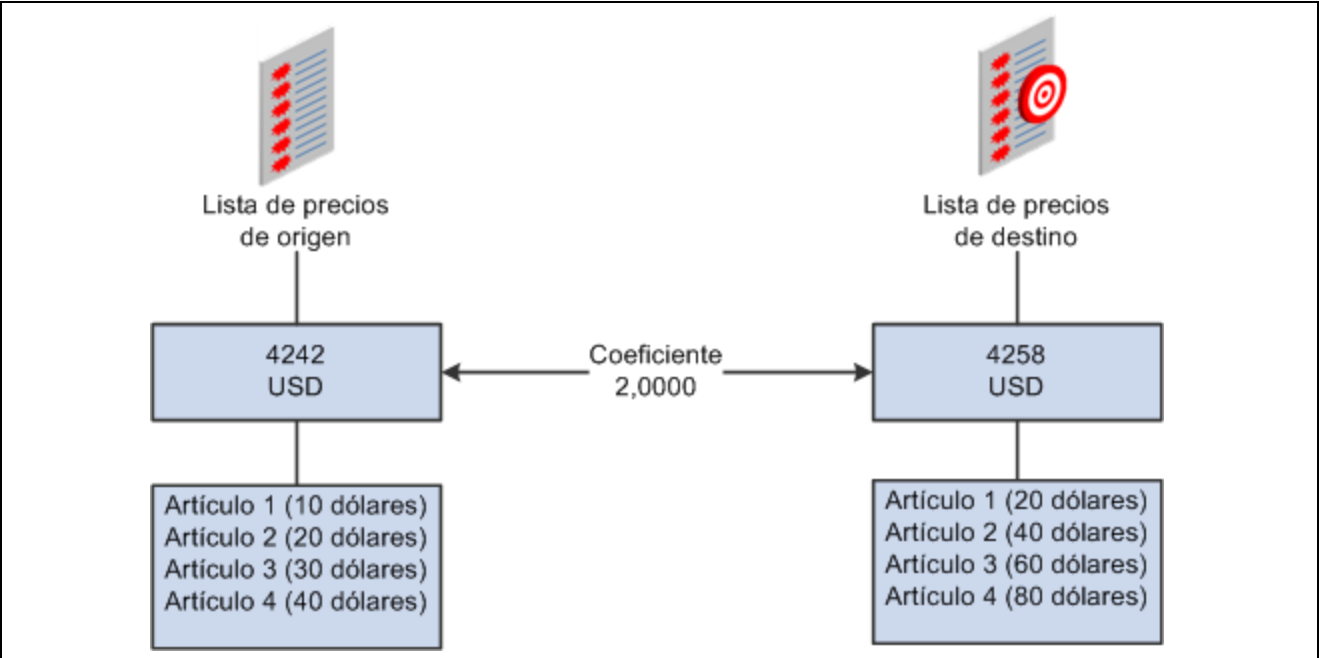 Lista de precios
de origen
Lista de precios
de destino
4242
USD
Coeficiente
2,0000
4258
USD
Artículo 1 (10 dólares)
Artículo 2 (20 dólares)
Artículo 3 (30 dólares)
Artículo 4 (40 dólares)
Artículo 1 (20 dólares)
Artículo 2 (40 dólares)
Artículo 3 (60 dólares)
Artículo 4 (80 dólares)